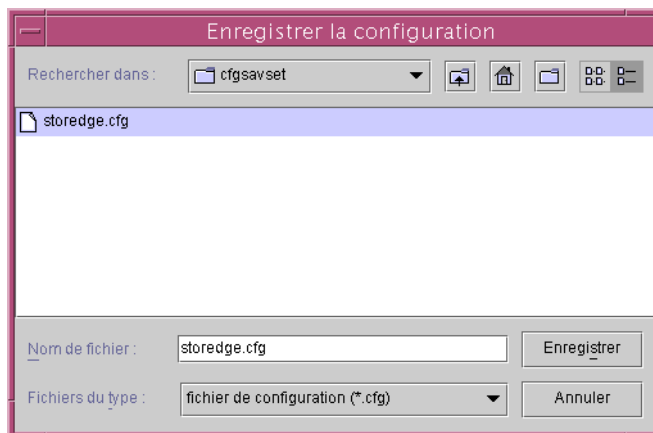 Enregistrer la configuration
Rechercher dans :
cfgsavset
storedge.cfg
Nom de fichier :
storedge.cfg
Enregistrer
Fichiers du type :
fichier de configuration (*.cfg)
Annuler